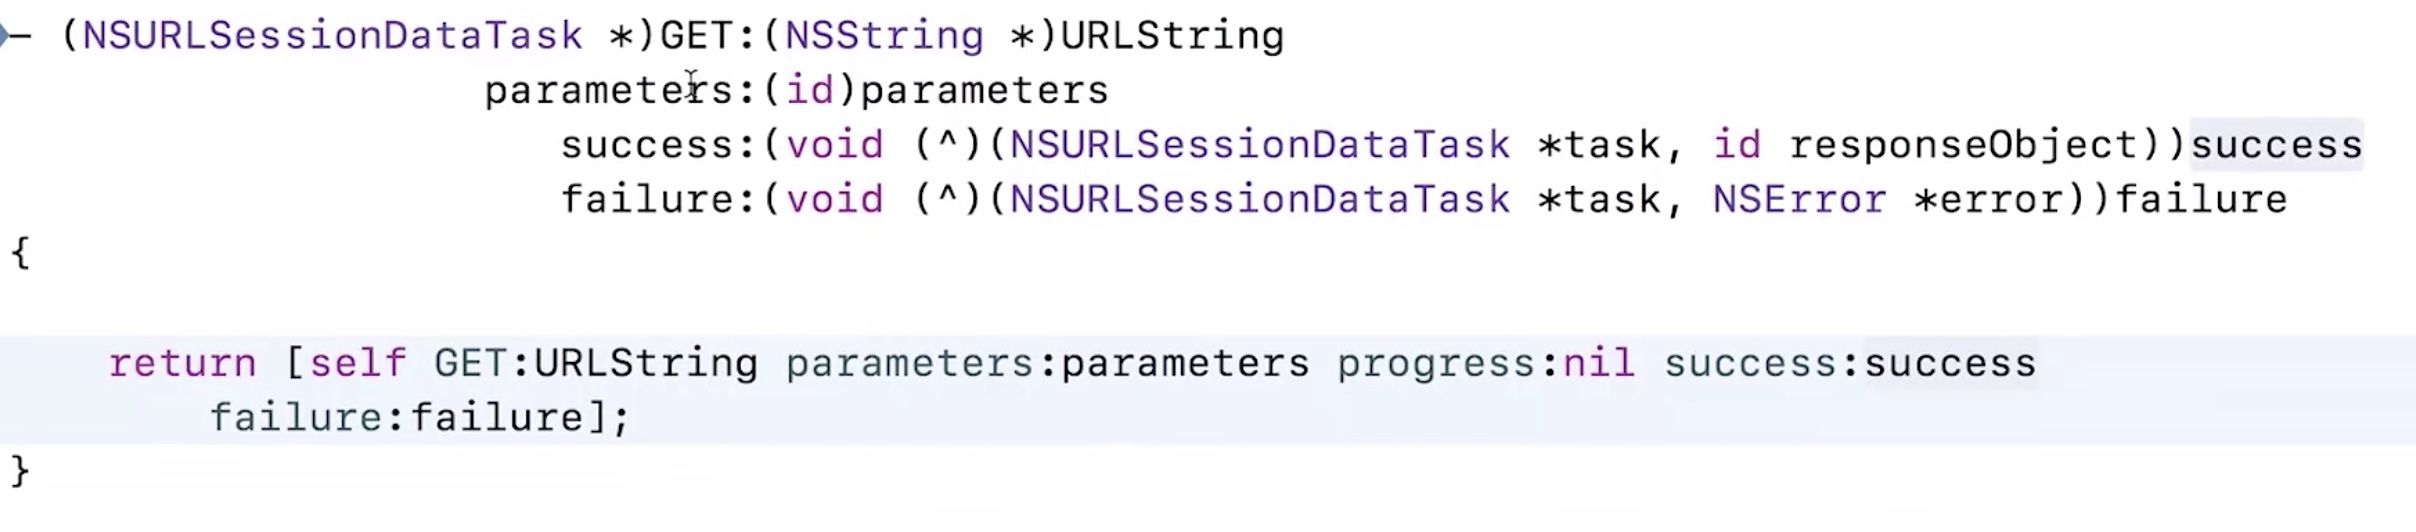 – (NSURLSessionDataTask *)GET:(NSString *)URLString
parameters:(id)parameters
success:(void (^)(NSURLSessionDataTask *task, id responseObject))success
failure:(void (^)(NSURLSessionDataTask *task, NSError *error))failure
{
return [self GET:URLString parameters:parameters progress:nil success:success
failure:failure];
}